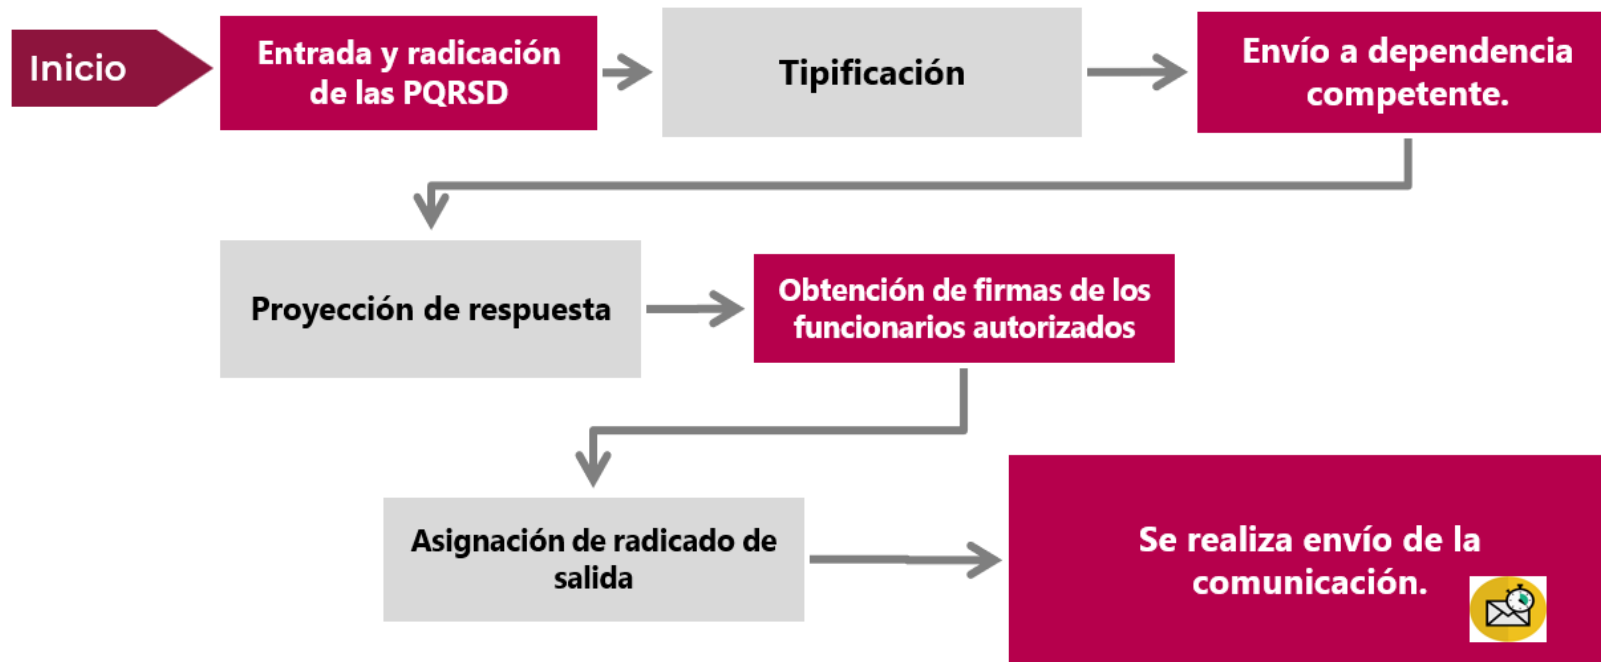 Inicio
Entrada y radicación
de las PQRSD
Tipificación
Envío a dependencia
competente.
Proyección de respuesta
Obtención de firmas de los
funcionarios autorizados
Asignación de radicado de
salida
Se realiza envío de la
comunicación.